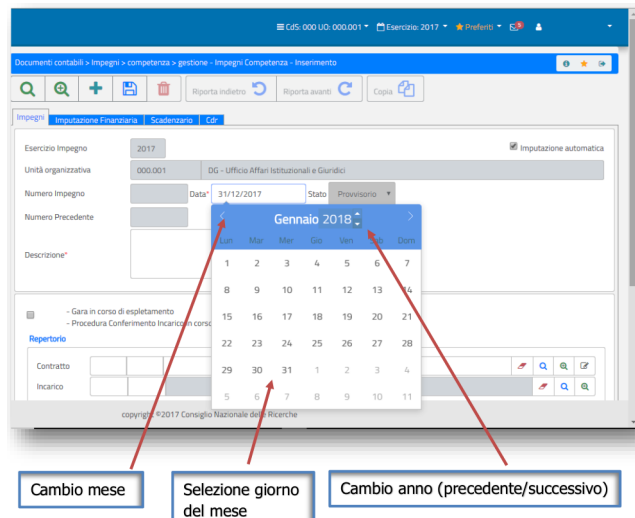 CdS: 000 UO: 000.001 Esercizio: 2017 Preferiti
Documenti contabili > Impegni > competenza > gestione - Impegni Competenza - Inserimento
Riporta indietro Riporta avanti Copia
Impegni Imputazione Finanziaria Scadenzario Cdr
Esercizio Impegno 2017 Imputazione automatica
Unità organizzativa 000.001 DG - Ufficio Affari Istituzionali e Giuridici
Numero Impegno Data* 31/12/2017 Stato Provvisorio
Numero Precedente
Gennaio 2018
Lun Mar Mer Gio Ven Sab Dom
Descrizione*
1 2 3 4 5 6 7
8 9 10 11 12 13 14
15 16 17 18 19 20 21
22 23 24 25 26 27 28
29 30 31 1 2 3 4
5 6 7 8 9 10 11
- Gara in corso di espletamento
- Procedura Conferimento Incarico in corso
Repertorio
Contratto
Incarico
copyright ©2017 Consiglio Nazionale delle Ricerche
Cambio mese
Selezione giorno
del mese
Cambio anno (precedente/successivo)